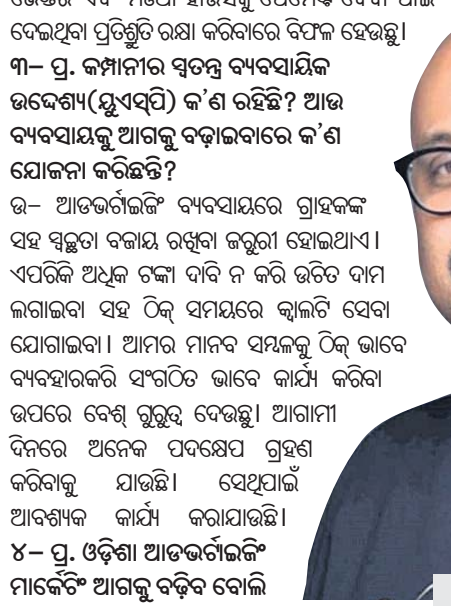 ଦେଇଥିବା ପ୍ରତିଶ୍ରୁତି ରକ୍ଷା କରିବାରେ ବିଫଳ ହେଉଛୁ।
୩– ପ୍ର. କମ୍ପାନୀର ସ୍ୱତନ୍ତ୍ର ବ୍ୟବସାୟିକ
ଉଦ୍ଦେଶ୍ୟ(ୟୁଏସ୍‌ପି) କ'ଣ ରହିଛି? ଆଉ
ବ୍ୟବସାୟକୁ ଆଗକୁ ବଢ଼ାଇବାରେ କ'ଣ
ଯୋଜନା କରିଛନ୍ତି?
ଉ– ଆଡଭର୍ଟାଇଜିଂ ବ୍ୟବସାୟରେ ଗ୍ରାହକଙ୍କ
ସହ ସ୍ୱଚ୍ଛତା ବଜାୟ ରଖିବା ଜରୁରୀ ହୋଇଥାଏ।
ଏପରିକି ଅଧିକ ଟଙ୍କା ଦାବି ନ କରି ଉଚିତ ଦାମ
ଲଗାଇବା ସହ ଠିକ୍ ସମୟରେ କ୍ୱାଲଟି ସେବା
ଯୋଗାଇବା। ଆମର ମାନବ ସମ୍ବଳକୁ ଠିକ୍ ଭାବେ
ବ୍ୟବହାରକରି ସଂଗଠିତ ଭାବେ କାର୍ଯ୍ୟ କରିବା
ଉପରେ ବେଶ୍ ଗୁରୁତ୍ୱ ଦେଉଛୁ। ଆଗାମୀ
ଦିନରେ ଅନେକ ପଦକ୍ଷେପ ଗ୍ରହଣ
କରିବାକୁ ଯାଉଛି। ସେଥିପାଇଁ
ଆବଶ୍ୟକ କାର୍ଯ୍ୟ କରାଯାଉଛି।
୪– ପ୍ର. ଓଡ଼ିଶା ଆଡଭର୍ଟାଇଜିଂ
ମାର୍କେଟିଂ ଆଗକୁ ବଢ଼ିବ ବୋଲି